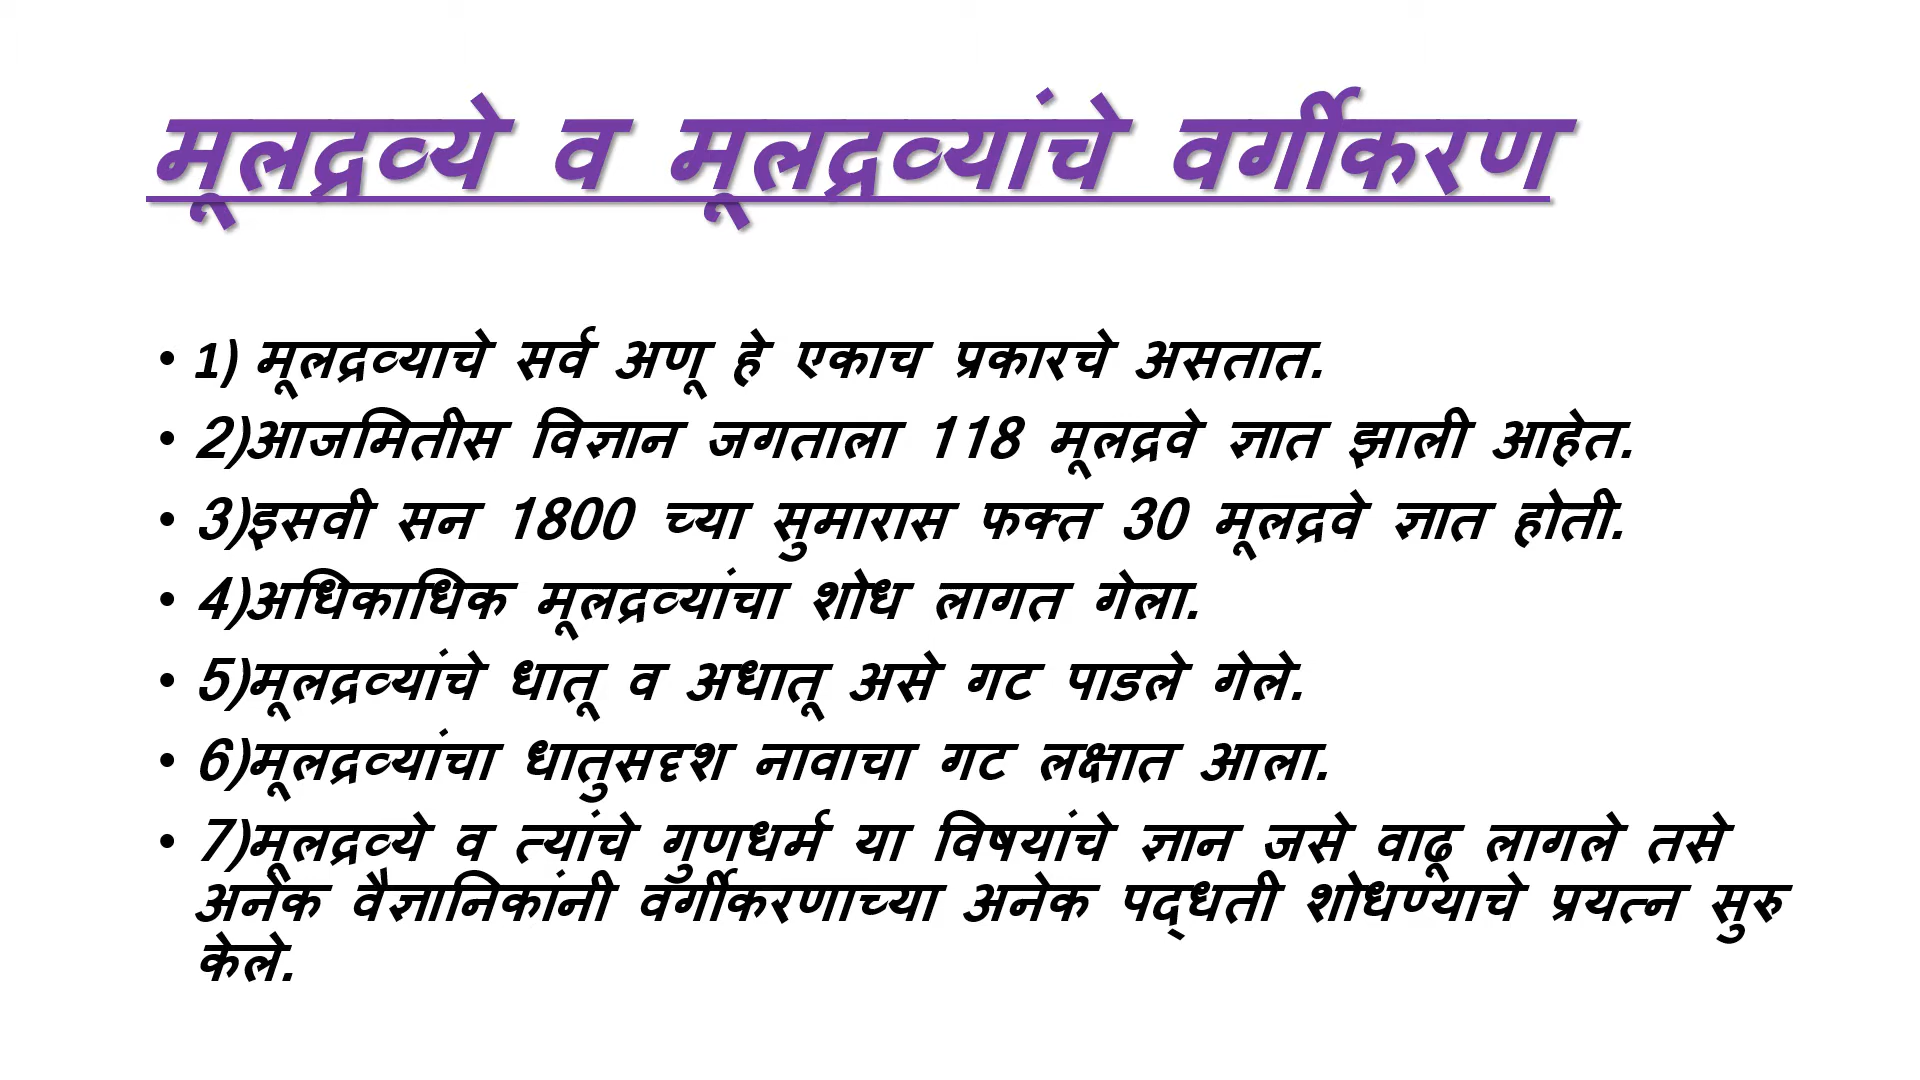 मूलद्रव्ये व मूलद्रव्यांचे वर्गीकरण
• 1) मूलद्रव्याचे सर्व अणू हे एकाच प्रकारचे असतात.
• 2)आजमितीस विज्ञान जगताला 118 मूलद्रवे ज्ञात झाली आहेत.
• 3)इसवी सन 1800 च्या सुमारास फक्त 30 मूलद्रवे ज्ञात होती.
• 4)अधिकाधिक मूलद्रव्यांचा शोध लागत गेला.
• 5)मूलद्रव्यांचे धातू व अधातू असे गट पाडले गेले.
• 6)मूलद्रव्यांचा धातुसदृश नावाचा गट लक्षात आला.
• 7)मूलद्रव्ये व त्यांचे गुणधर्म या विषयांचे ज्ञान जसे वाढू लागले तसे
अनेक वैज्ञानिकांनी वर्गीकरणाच्या अनेक पद्धती शोधण्याचे प्रयत्न सुरु
केले.